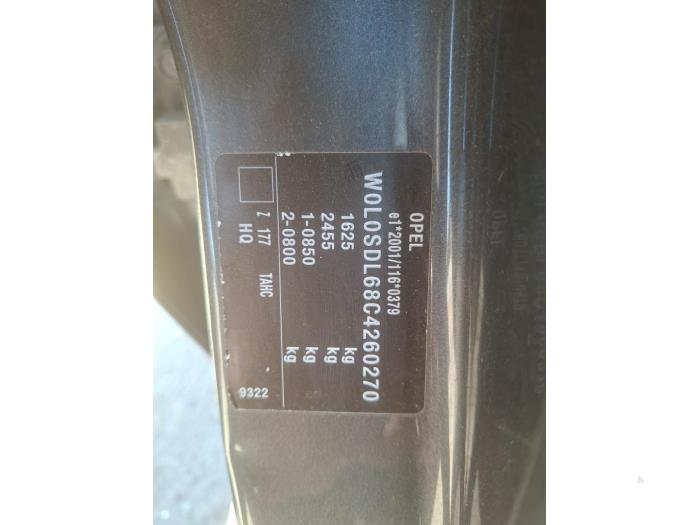 OPEL
e1*2001/116*0379
W0L0SDL68C4260270
1625 kg
2455 kg
1-0850 kg
2-0800 kg
Z 177 TAHC
HQ
9322